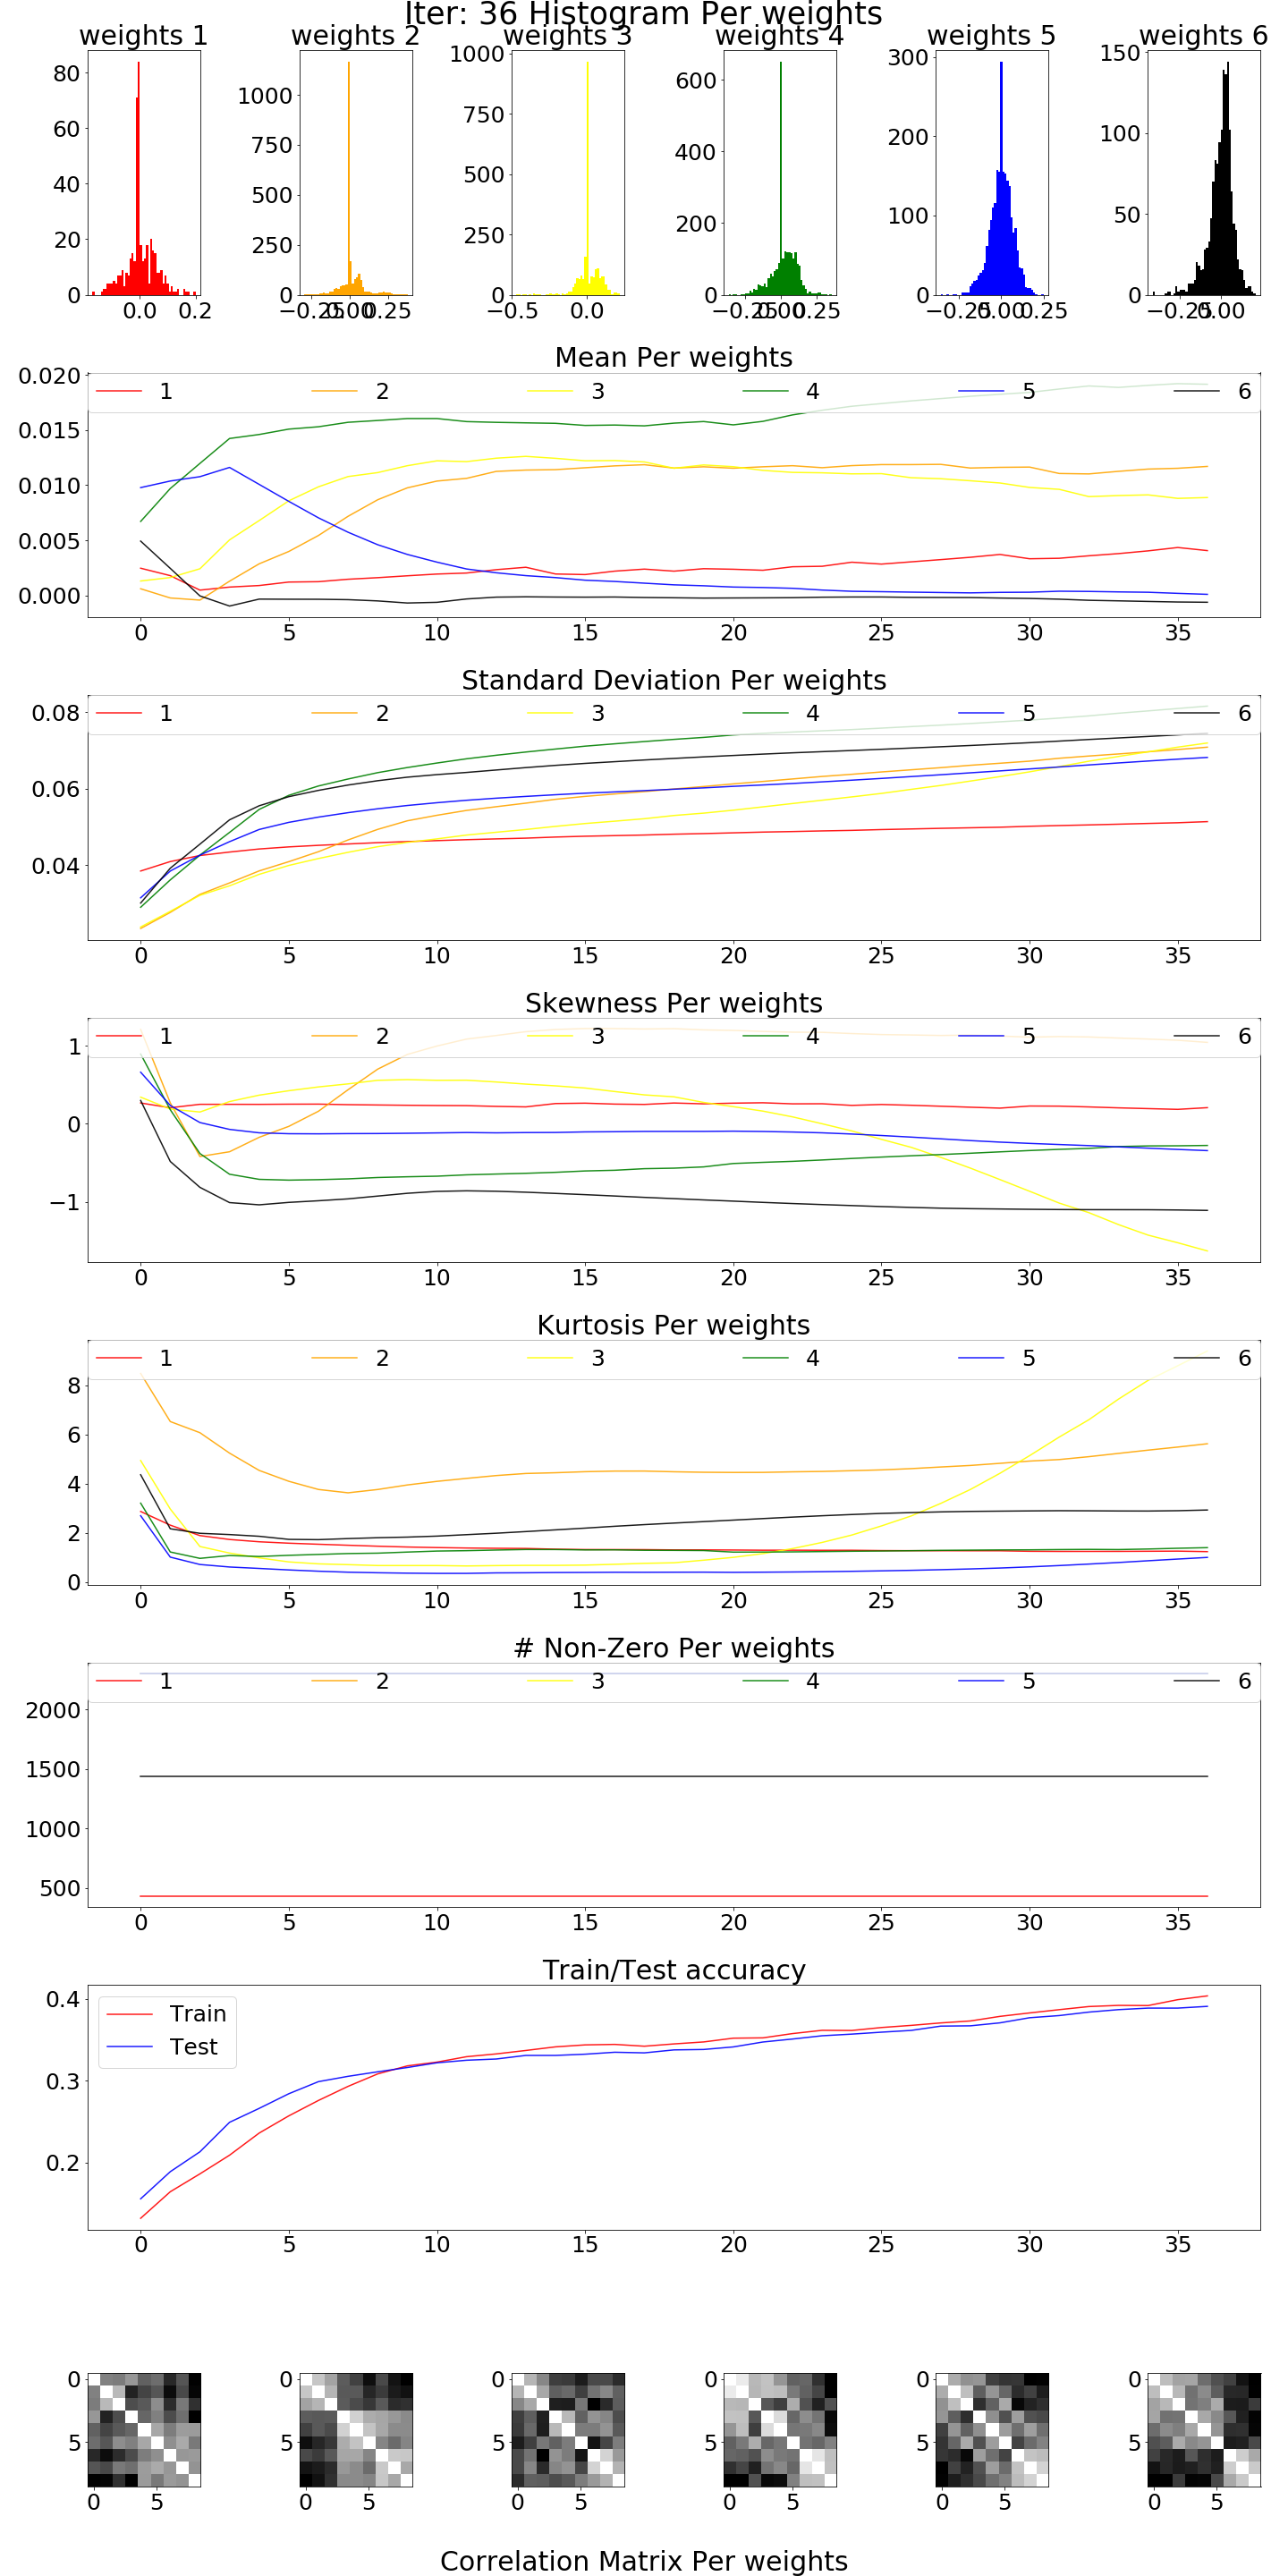 Iter: 36 Histogram Per weights
weights 1 weights 2 weights 3 weights 4 weights 5 weights 6
80 60 40 20 0
0.0 0.2
1000 750 500 250 0
−0.25 0.00 0.25
1000 750 500 250 0
−0.5 0.0
600 400 200 0
−0.25 0.00 0.25
300 200 100 0
−0.25 0.00 0.25
150 100 50 0
−0.25 0.00
Mean Per weights
1 2 3 4 5 6
0.020
0.015
0.010
0.005
0.000
0 5 10 15 20 25 30 35
Standard Deviation Per weights
1 2 3 4 5 6
0.08
0.06
0.04
0 5 10 15 20 25 30 35
Skewness Per weights
1 2 3 4 5 6
1
0
−1
0 5 10 15 20 25 30 35
Kurtosis Per weights
1 2 3 4 5 6
8
6
4
2
0
0 5 10 15 20 25 30 35
# Non-Zero Per weights
1 2 3 4 5 6
2000
1500
1000
500
0 5 10 15 20 25 30 35
Train/Test accuracy
Train
Test
0.4
0.3
0.2
0 5 10 15 20 25 30 35
0 0 0 0 0 0
5 5 5 5 5 5
0 5 0 5 0 5 0 5 0 5 0 5
Correlation Matrix Per weights